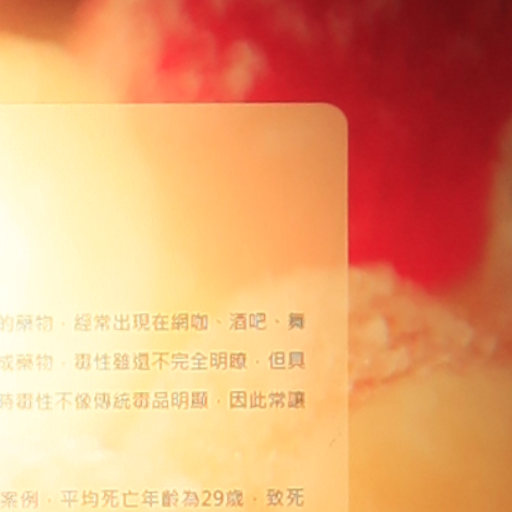 的藥物，經常出現在網咖、酒吧、舞
成藥物，毒性雖還不完全明瞭，但具
時毒性不像傳統毒品明顯，因此常讓
案例，平均死亡年齡為29歲，致死